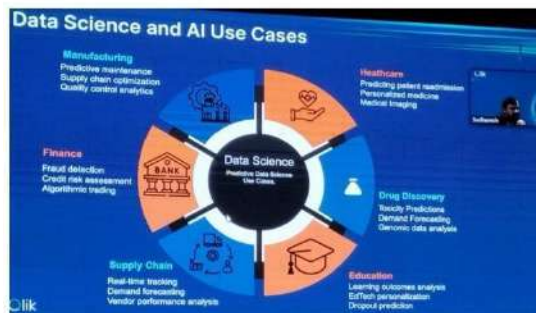 Data Science and AI Use Cases
Manufacturing
Predictive maintenance
Supply chain optimization
Quality control analytics
Healthcare
Predicting patient readmission
Personalized medicine
Medical Imaging
Qlik
Finance
Fraud detection
Credit risk assessment
Algorithmic trading
BANK
Data Science
Predictive Data Science
Use Cases.
Drug Discovery
Toxicity Predictions
Demand Forecasting
Genomic data analysis
Supply Chain
Real-time tracking
Demand forecasting
Vendor performance analysis
Education
Learning outcomes analysis
EdTech personalization
Dropout prediction
Qlik